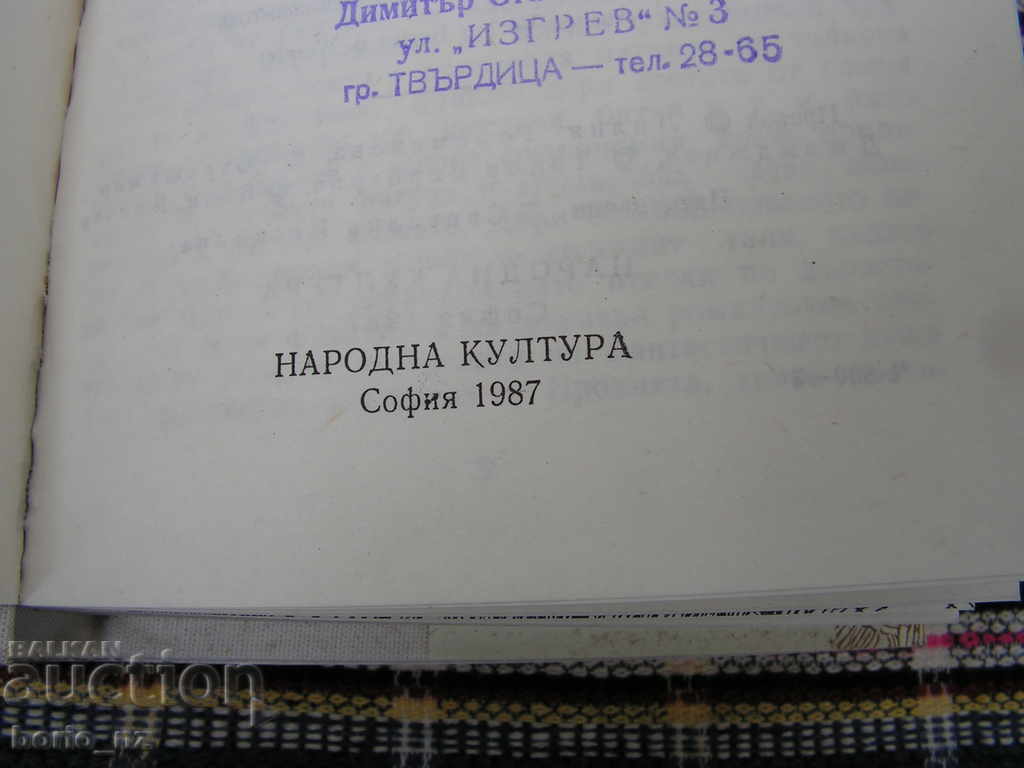 Димитър
ул. „ИЗГРЕВ“ № 3
гр. ТВЪРДИЦА — тел. 28-65
НАРОДНА КУЛТУРА
София 1987
BALKAN
auction
borio_nz